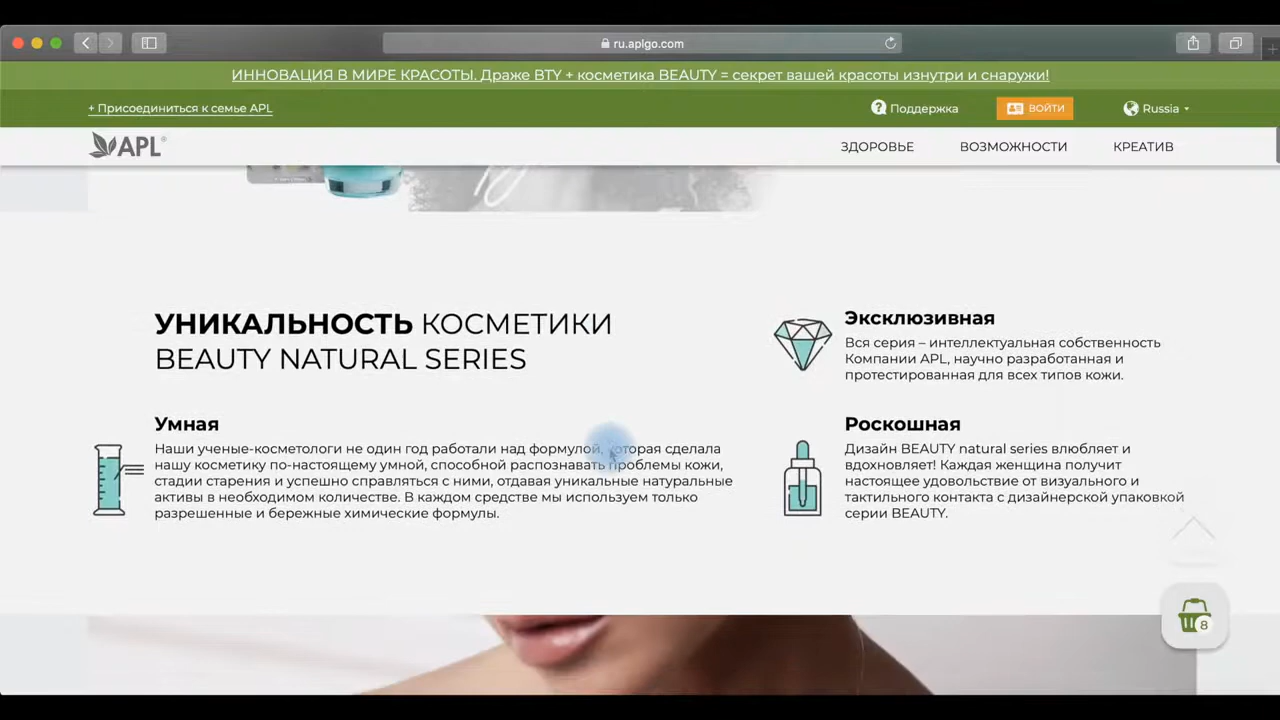 ru.aplgo.com
ИННОВАЦИЯ В МИРЕ КРАСОТЫ. Драже BTY + косметика BEAUTY = секрет вашей красоты изнутри и снаружи!
+ Присоединиться к семье APL
Поддержка
ВОЙТИ
Russia
APL®
ЗДОРОВЬЕ
ВОЗМОЖНОСТИ
КРЕАТИВ
УНИКАЛЬНОСТЬ КОСМЕТИКИ
BEAUTY NATURAL SERIES
Умная
Наши ученые-косметологи не один год работали над формулой, которая сделала
нашу косметику по-настоящему умной, способной распознавать проблемы кожи,
стадии старения и успешно справляться с ними, отдавая уникальные натуральные
активы в необходимом количестве. В каждом средстве мы используем только
разрешенные и бережные химические формулы.
Эксклюзивная
Вся серия – интеллектуальная собственность
Компании APL, научно разработанная и
протестированная для всех типов кожи.
Роскошная
Дизайн BEAUTY natural series влюбляет и
вдохновляет! Каждая женщина получит
настоящее удовольствие от визуального и
тактильного контакта с дизайнерской упаковкой
серии BEAUTY.
8